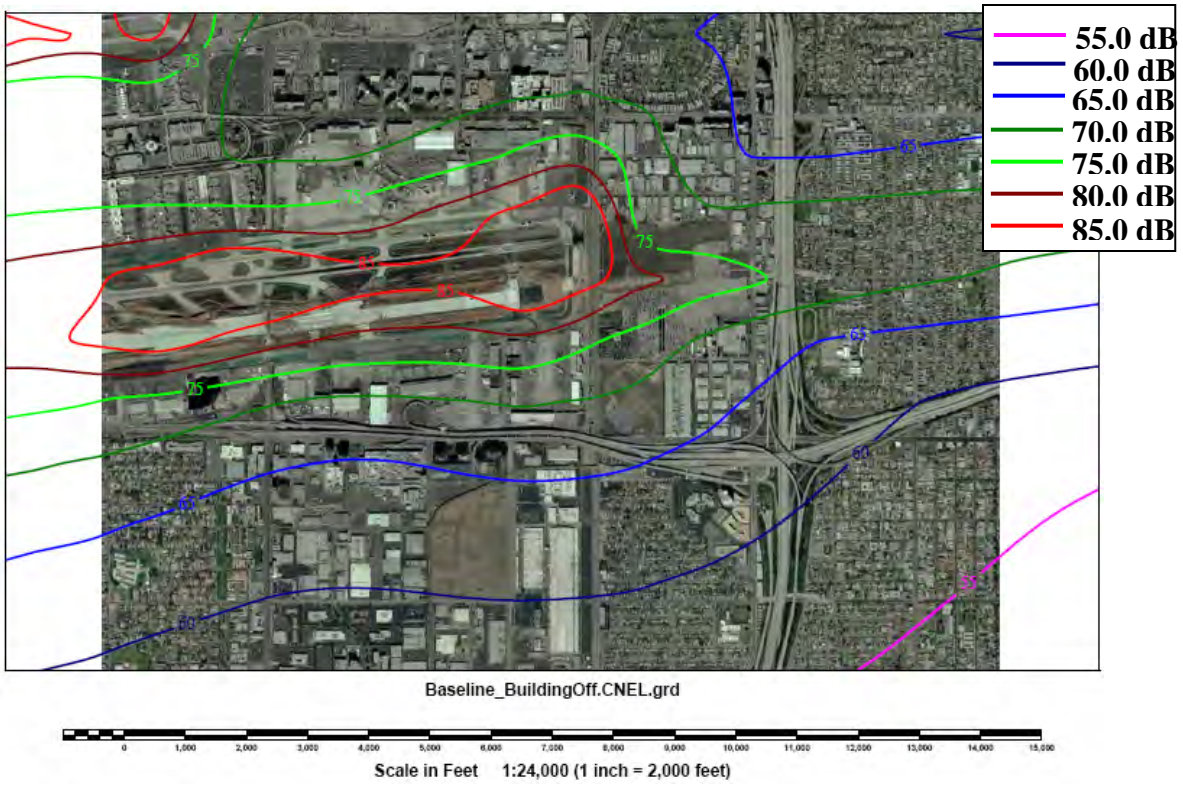 55.0 dB
60.0 dB
65.0 dB
70.0 dB
75.0 dB
80.0 dB
85.0 dB
75
65
75
75
85
85
65
75
60
65
55
60
Baseline_BuildingOff.CNEL.grd
0 1,000 2,000 3,000 4,000 5,000 6,000 7,000 8,000 9,000 10,000 11,000 12,000 13,000 14,000 15,000
Scale in Feet 1:24,000 (1 inch = 2,000 feet)